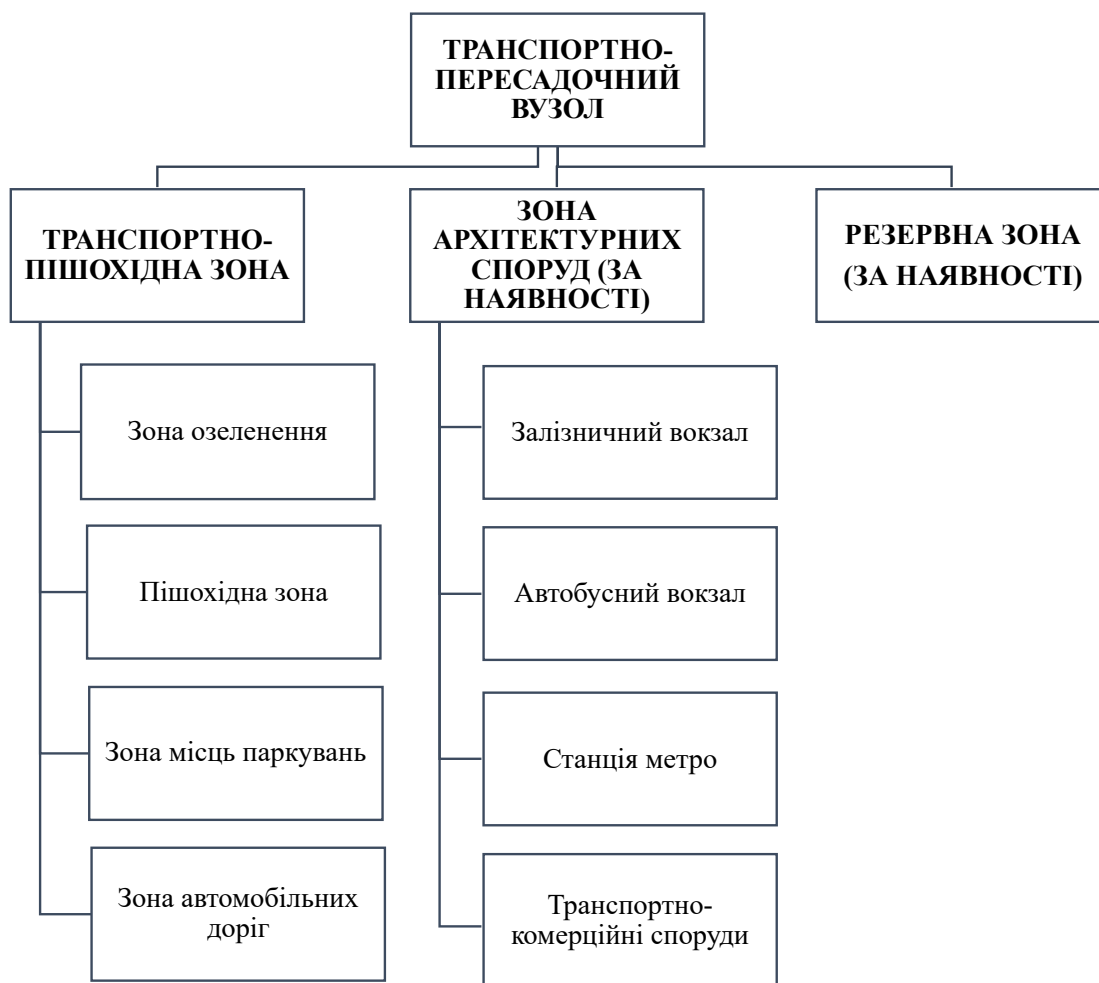 ТРАНСПОРТНО-
ПЕРЕСАДОЧНИЙ
ВУЗОЛ
ТРАНСПОРТНО-
ПІШОХІДНА ЗОНА
ЗОНА
АРХІТЕКТУРНИХ
СПОРУД (ЗА
НАЯВНОСТІ)
РЕЗЕРВНА ЗОНА
(ЗА НАЯВНОСТІ)
Зона озеленення
Пішохідна зона
Зона місць паркувань
Зона автомобільних
доріг
Залізничний вокзал
Автобусний вокзал
Станція метро
Транспортно-
комерційні споруди